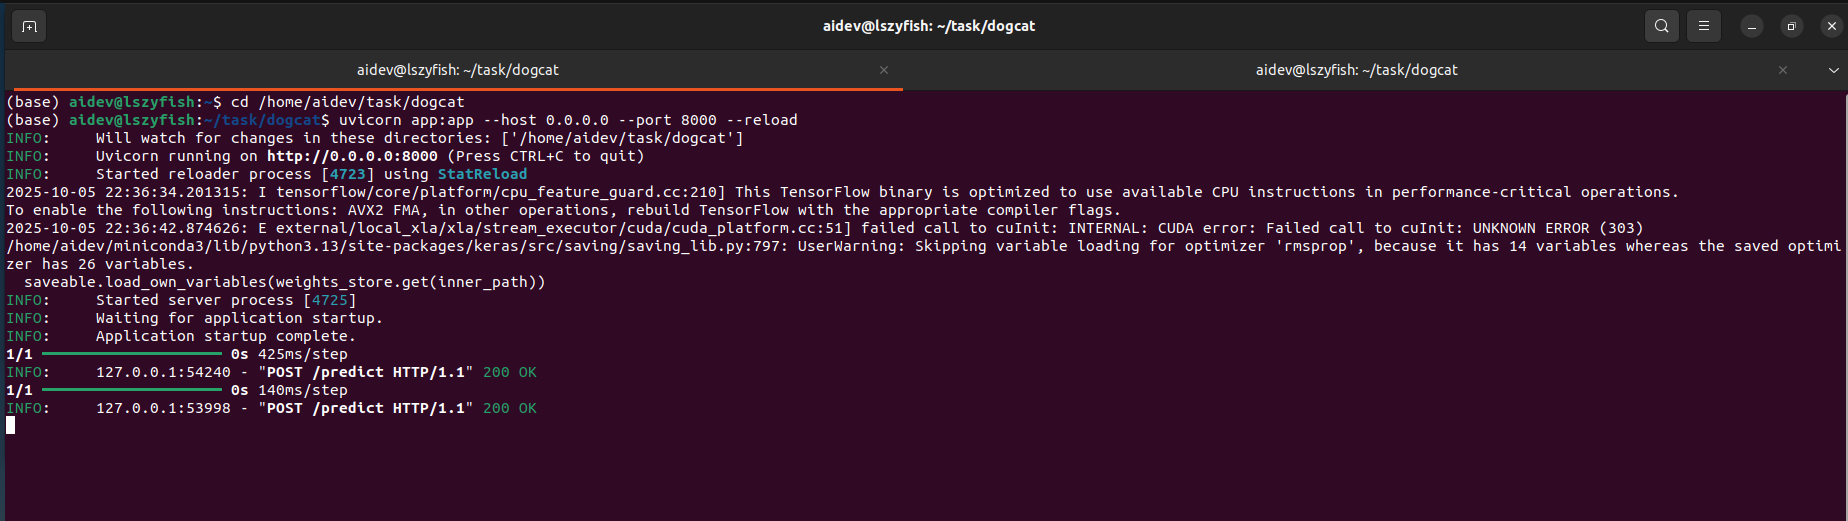 aidev@lszyfish: ~/task/dogcat
aidev@lszyfish: ~/task/dogcat
aidev@lszyfish: ~/task/dogcat
(base) aidev@lszyfish:~$ cd /home/aidev/task/dogcat
(base) aidev@lszyfish:~/task/dogcat$ uvicorn app:app --host 0.0.0.0 --port 8000 --reload
INFO:     Will watch for changes in these directories: ['/home/aidev/task/dogcat']
INFO:     Uvicorn running on http://0.0.0.0:8000 (Press CTRL+C to quit)
INFO:     Started reloader process [4723] using StatReload
2025-10-05 22:36:34.201315: I tensorflow/core/platform/cpu_feature_guard.cc:210] This TensorFlow binary is optimized to use available CPU instructions in performance-critical operations.
To enable the following instructions: AVX2 FMA, in other operations, rebuild TensorFlow with the appropriate compiler flags.
2025-10-05 22:36:42.874626: E external/local_xla/xla/stream_executor/cuda/cuda_platform.cc:51] failed call to cuInit: INTERNAL: CUDA error: Failed call to cuInit: UNKNOWN ERROR (303)
/home/aidev/miniconda3/lib/python3.13/site-packages/keras/src/saving/saving_lib.py:797: UserWarning: Skipping variable loading for optimizer 'rmsprop', because it has 14 variables whereas the saved optimi
zer has 26 variables.
  saveable.load_own_variables(weights_store.get(inner_path))
INFO:     Started server process [4725]
INFO:     Waiting for application startup.
INFO:     Application startup complete.
1/1 ━━━━━━━━━━━━━━━━━━━━ 0s 425ms/step
INFO:     127.0.0.1:54240 - "POST /predict HTTP/1.1" 200 OK
1/1 ━━━━━━━━━━━━━━━━━━━━ 0s 140ms/step
INFO:     127.0.0.1:53998 - "POST /predict HTTP/1.1" 200 OK